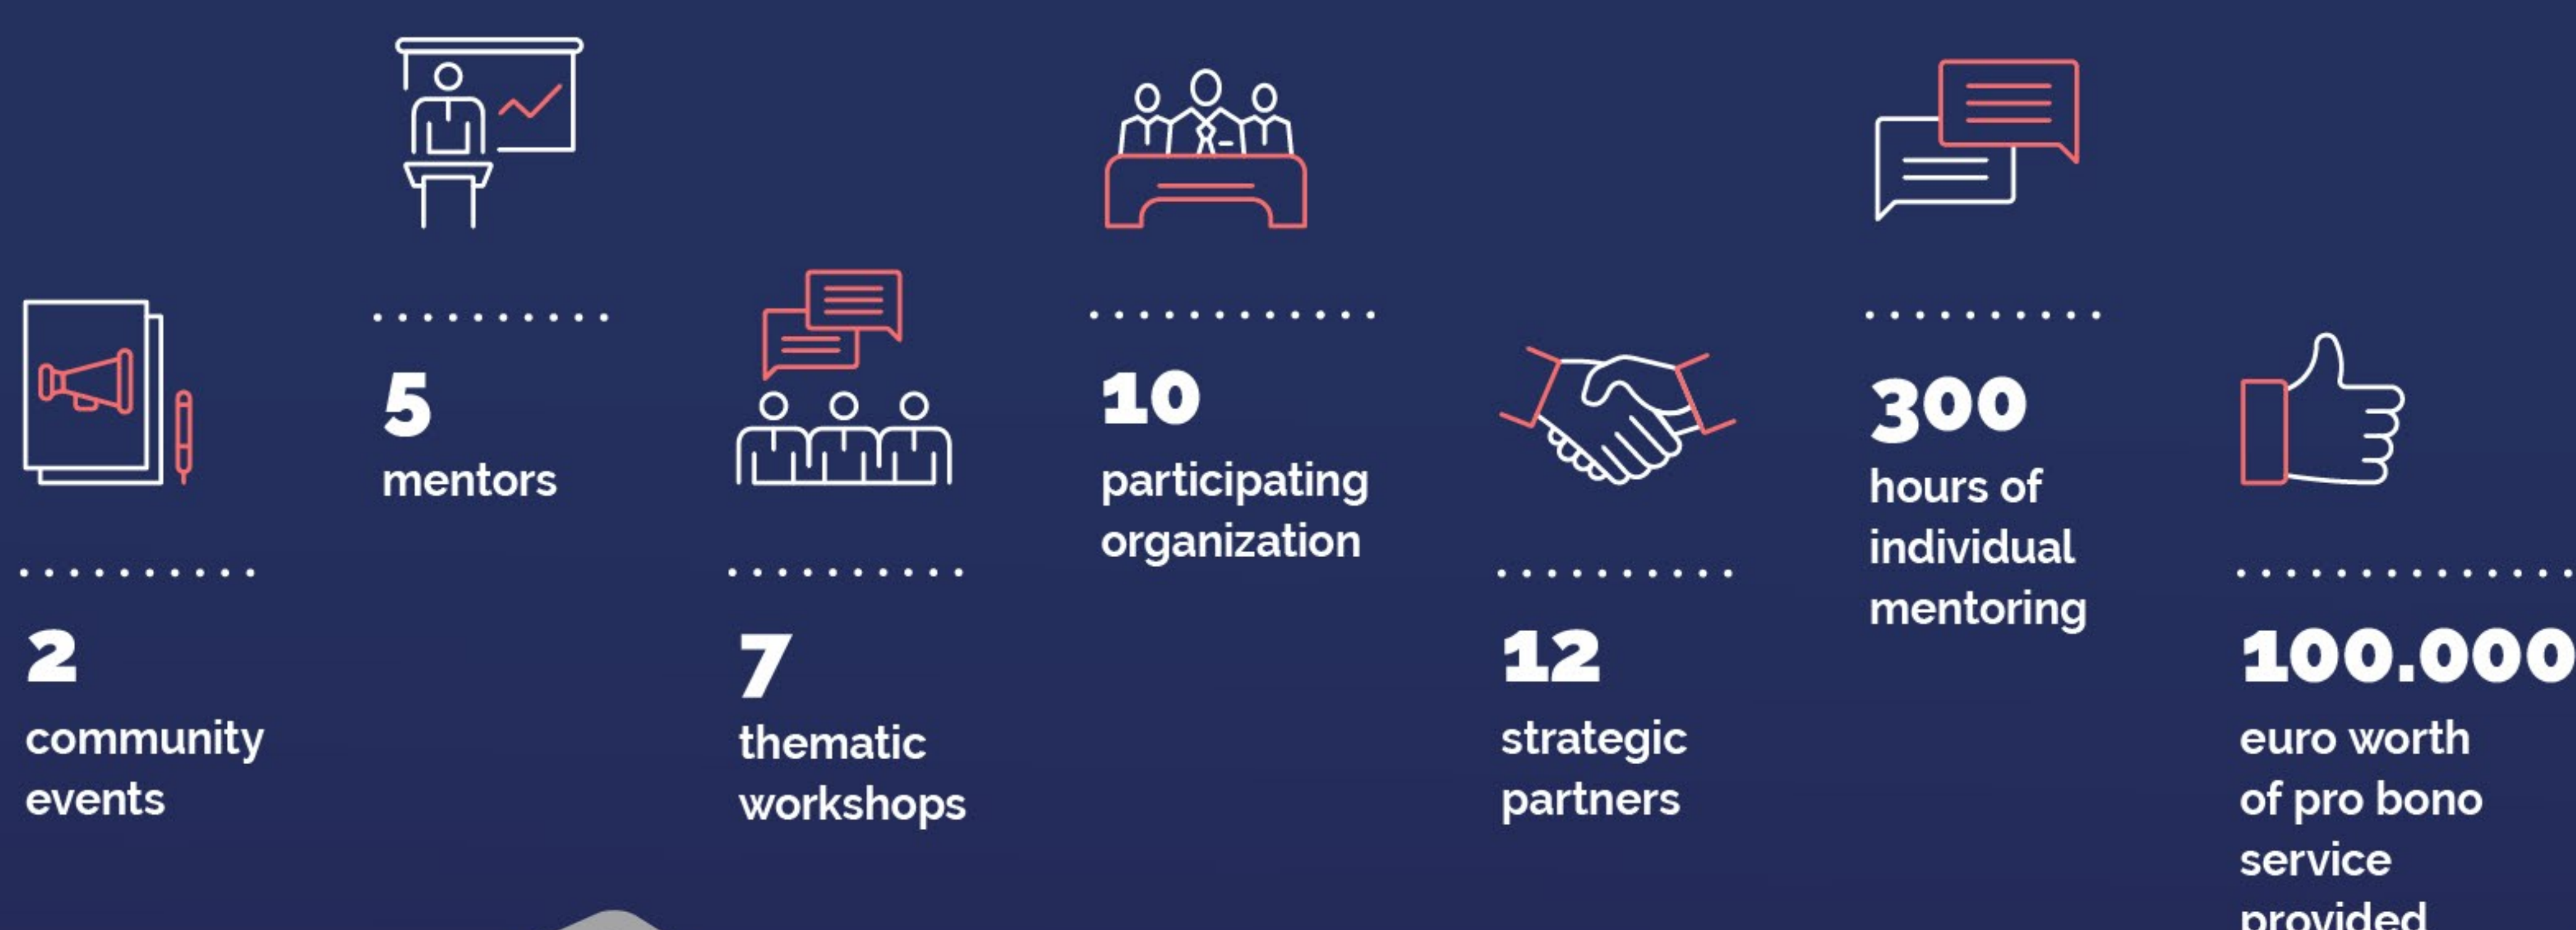 2
community
events
5
mentors
7
thematic
workshops
10
participating
organization
12
strategic
partners
300
hours of
individual
mentoring
100.000
euro worth
of pro bono
service
provided